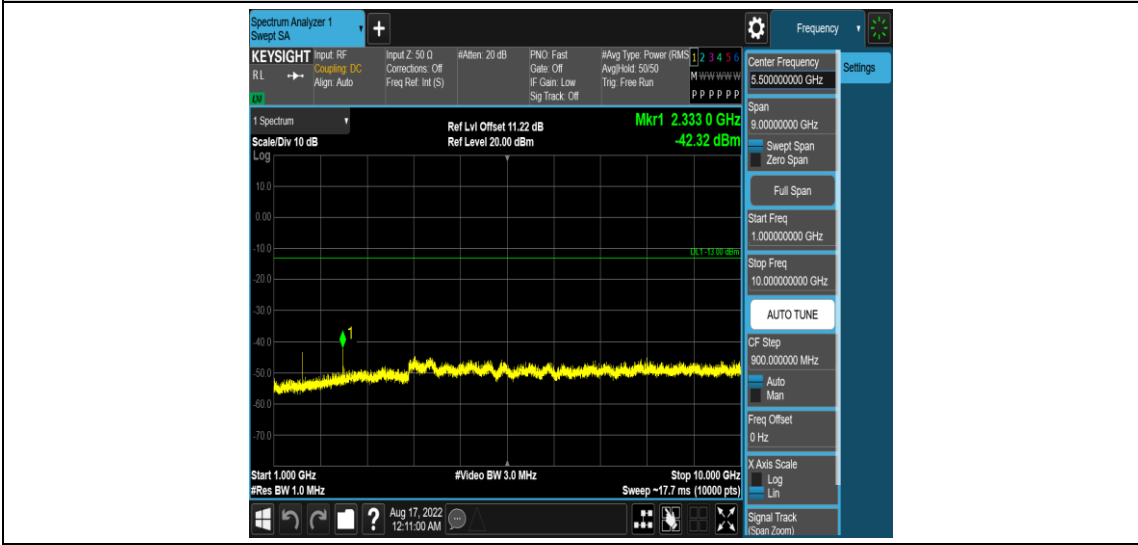 Spectrum Analyzer 1
Swept SA
+
Frequency
KEYSIGHT
RL
Input: RF
Coupling: DC
Align: Auto
Input Z: 50 Ω
Corrections: Off
Freq Ref: Int (S)
#Atten: 20 dB
PNO: Fast
Gate: Off
IF Gain: Low
Sig Track: Off
#Avg Type: Power (RMS
Avg|Hold: 50/50
Trig: Free Run
1 2 3 4 5 6
M W W W W W
P P P P P P
1 Spectrum
Scale/Div 10 dB
Log
Ref Lvl Offset 11.22 dB
Ref Level 20.00 dBm
Mkr1 2.333 0 GHz
-42.32 dBm
10.0
0.00
-10.0
DL1 -13.00 dBm
-20.0
-30.0
1
-40.0
-50.0
-60.0
-70.0
Start 1.000 GHz
#Res BW 1.0 MHz
#Video BW 3.0 MHz
Stop 10.000 GHz
Sweep ~17.7 ms (10000 pts)
?
Aug 17, 2022
12:11:00 AM
Center Frequency
5.500000000 GHz
Settings
Span
9.00000000 GHz
Swept Span
Zero Span
Full Span
Start Freq
1.000000000 GHz
Stop Freq
10.000000000 GHz
AUTO TUNE
CF Step
900.000000 MHz
Auto
Man
Freq Offset
0 Hz
X Axis Scale
Log
Lin
Signal Track
(Span Zoom)